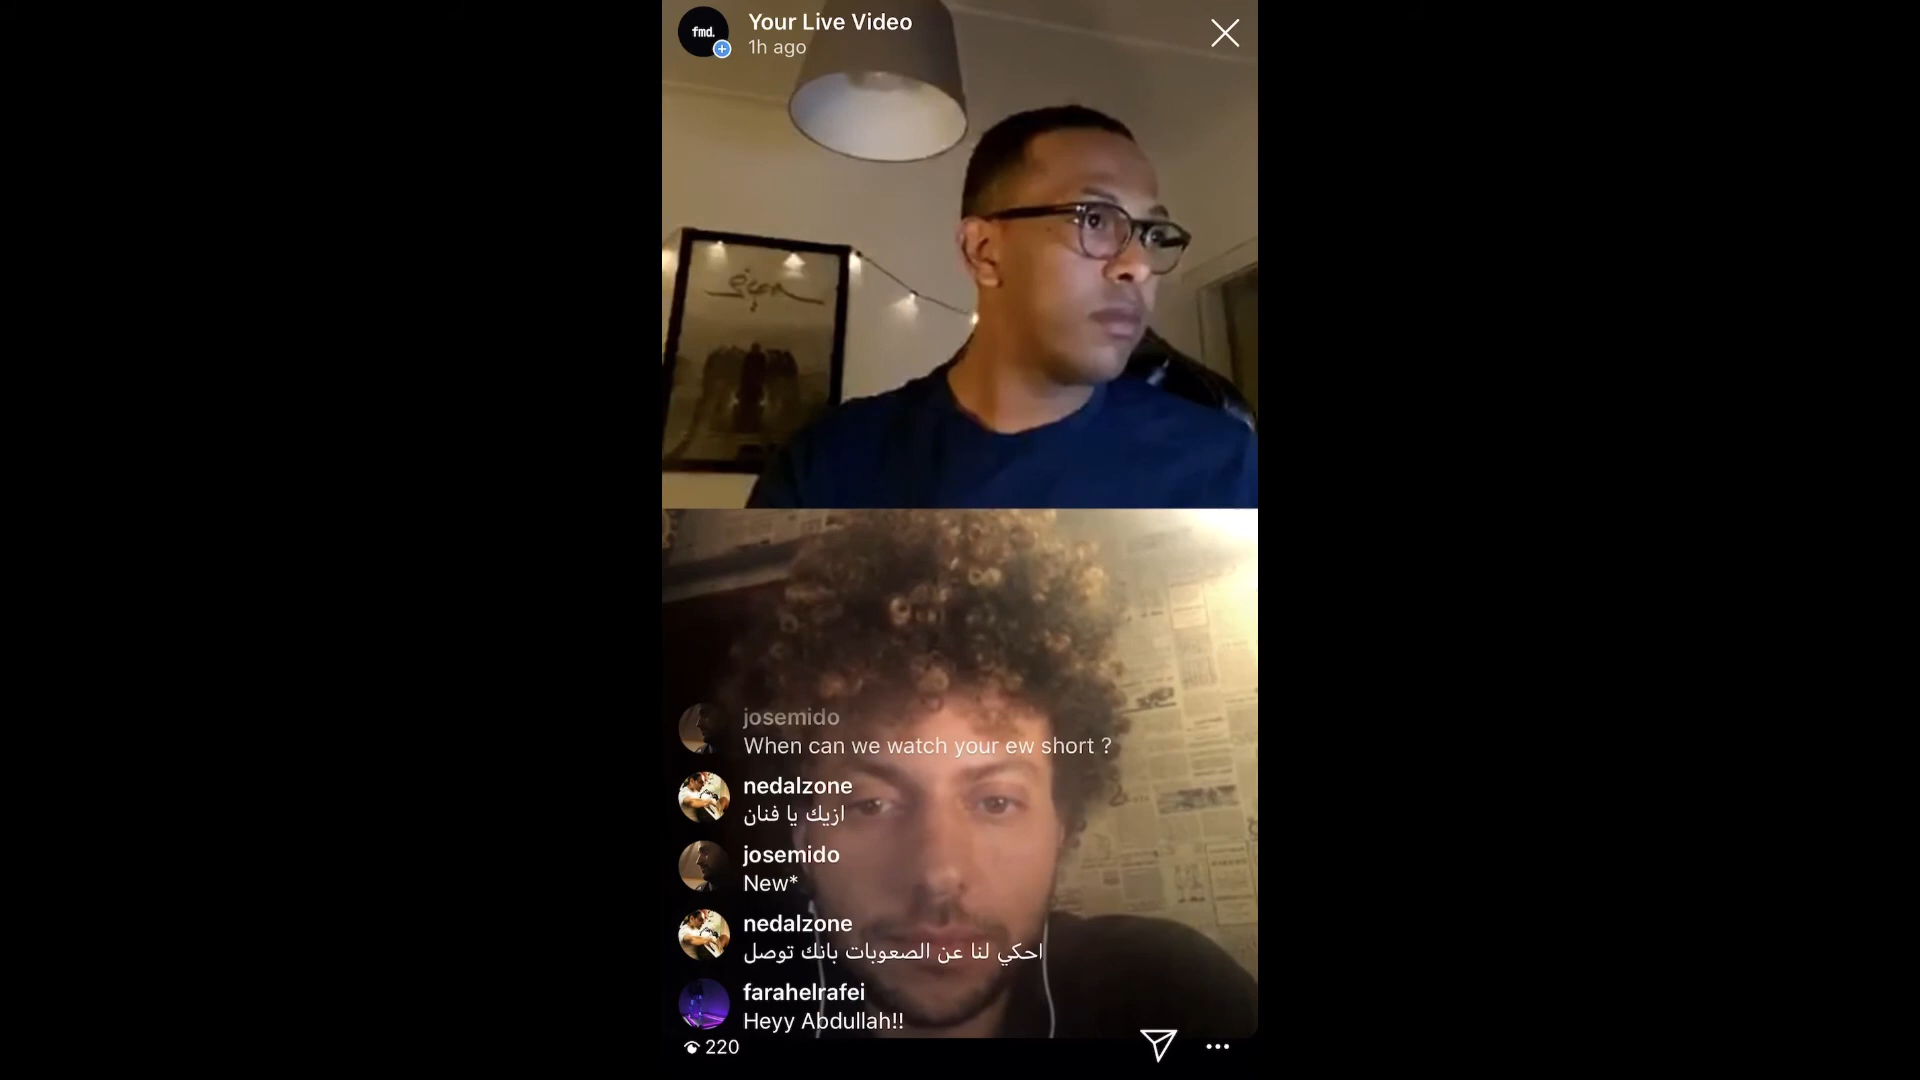 fmd.
Your Live Video
1h ago
josemido
When can we watch your ew short ?
nedalzone
ازيك يا فنان
josemido
New*
nedalzone
احكي لنا عن الصعوبات بانك توصل
farahelrafei
Heyy Abdullah!!
220